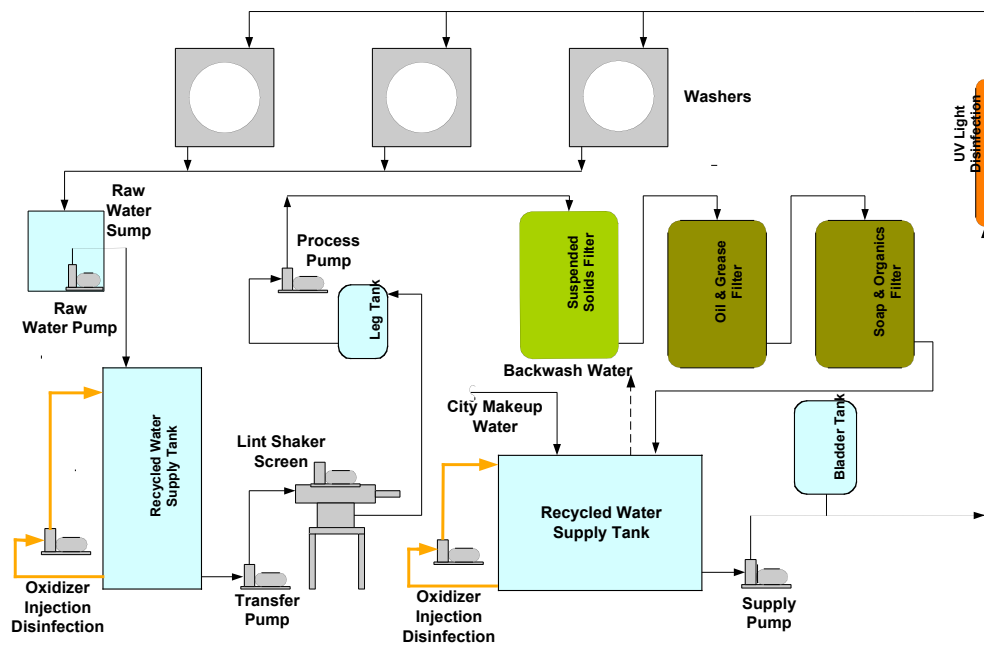 Washers
UV Light
Disinfection
Raw
Water
Sump
Raw
Water Pump
Process
Pump
Leg Tank
Suspended
Solids Filter
Oil & Grease
Filter
Soap & Organics
Filter
Backwash Water
City Makeup
Water
Bladder Tank
Recycled Water
Supply Tank
Lint Shaker
Screen
Recycled Water
Supply Tank
Oxidizer
Injection
Disinfection
Transfer
Pump
Oxidizer
Injection
Disinfection
Supply
Pump